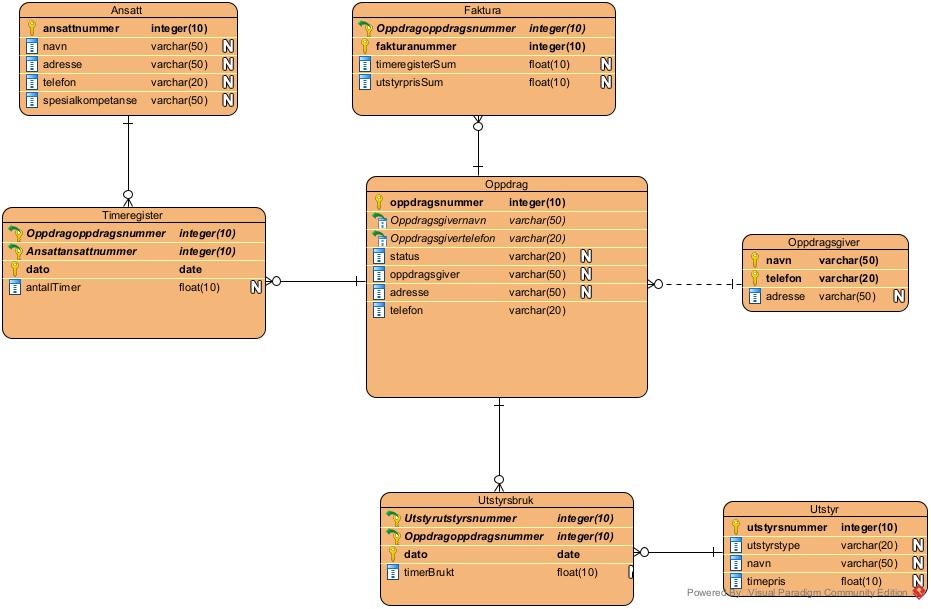 Ansatt
ansattnummer integer(10)
navn varchar(50) N
adresse varchar(50) N
telefon varchar(20) N
spesialkompetanse varchar(50) N
Faktura
Oppdragoppdragsnummer integer(10)
fakturanummer integer(10)
timeregisterSum float(10) N
utstyrprisSum float(10) N
Timeregister
Oppdragoppdragsnummer integer(10)
Ansattansattnummer integer(10)
dato date
antallTimer float(10) N
Oppdrag
oppdragsnummer integer(10)
Oppdragsgivernavn varchar(50)
Oppdragsgivertelefon varchar(20)
status varchar(20) N
oppdragsgiver varchar(50) N
adresse varchar(50) N
telefon varchar(20)
Oppdragsgiver
navn varchar(50)
telefon varchar(20)
adresse varchar(50) N
Utstyrsbruk
Utstyrutstyrsnummer integer(10)
Oppdragoppdragsnummer integer(10)
dato date
timerBrukt float(10)
Utstyr
utstyrsnummer integer(10)
utstyrstype varchar(20) N
navn varchar(50) N
timepris float(10) N
Powered By Visual Paradigm Community Edition